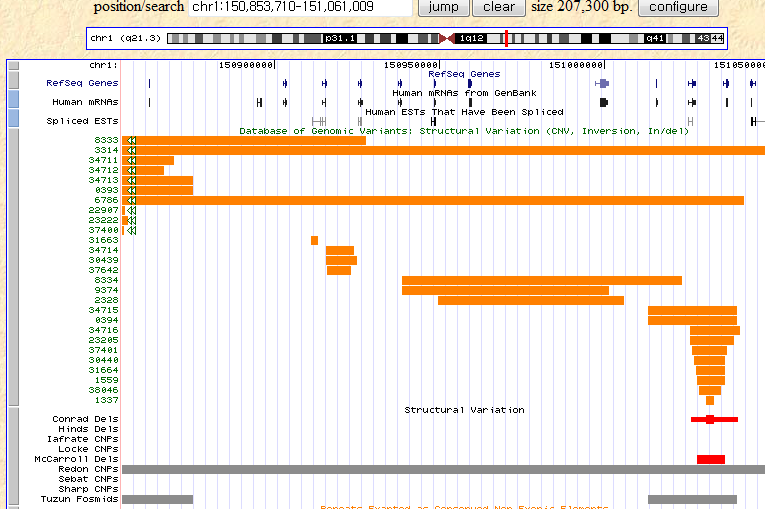 position/search chr1:150,853,710-151,061,009 jump clear size 207,300 bp. configure
chr1 (q21.3) p31.1 1q12 q41 43 44
chr1: 150900000 150950000 151000000 151050000
RefSeq Genes
RefSeq Genes
Human mRNAs from GenBank
Human mRNAs
Human ESTs That Have Been Spliced
Spliced ESTs
Database of Genomic Variants: Structural Variation (CNV, Inversion, In/del)
8333
3314
34711
34712
34713
0393
6786
22907
23222
37400
31663
34714
30439
37642
8334
9374
2328
34715
0394
34716
23205
37401
30440
31664
1559
38046
1337
Structural Variation
Conrad Dels
Hinds Dels
Iafrate CNPs
Locke CNPs
McCarroll Dels
Redon CNPs
Sebat CNPs
Sharp CNPs
Tuzun Fosmids